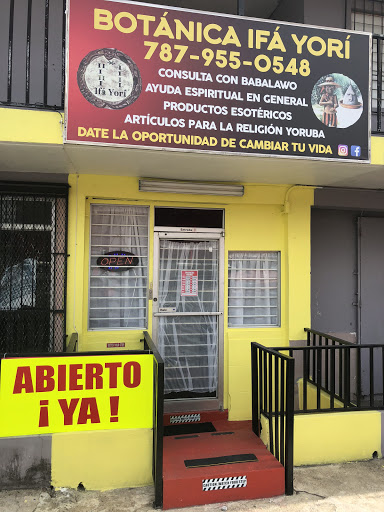 BOTÁNICA IFÁ YORÍ
787-955-0548
CONSULTA CON BABALAWO
AYUDA ESPIRITUAL EN GENERAL
PRODUCTOS ESOTÉRICOS
ARTÍCULOS PARA LA RELIGIÓN YORUBA
DATE LA OPORTUNIDAD DE CAMBIAR TU VIDA
Ifá Yorí
OPEN
ABIERTO
¡ YA !